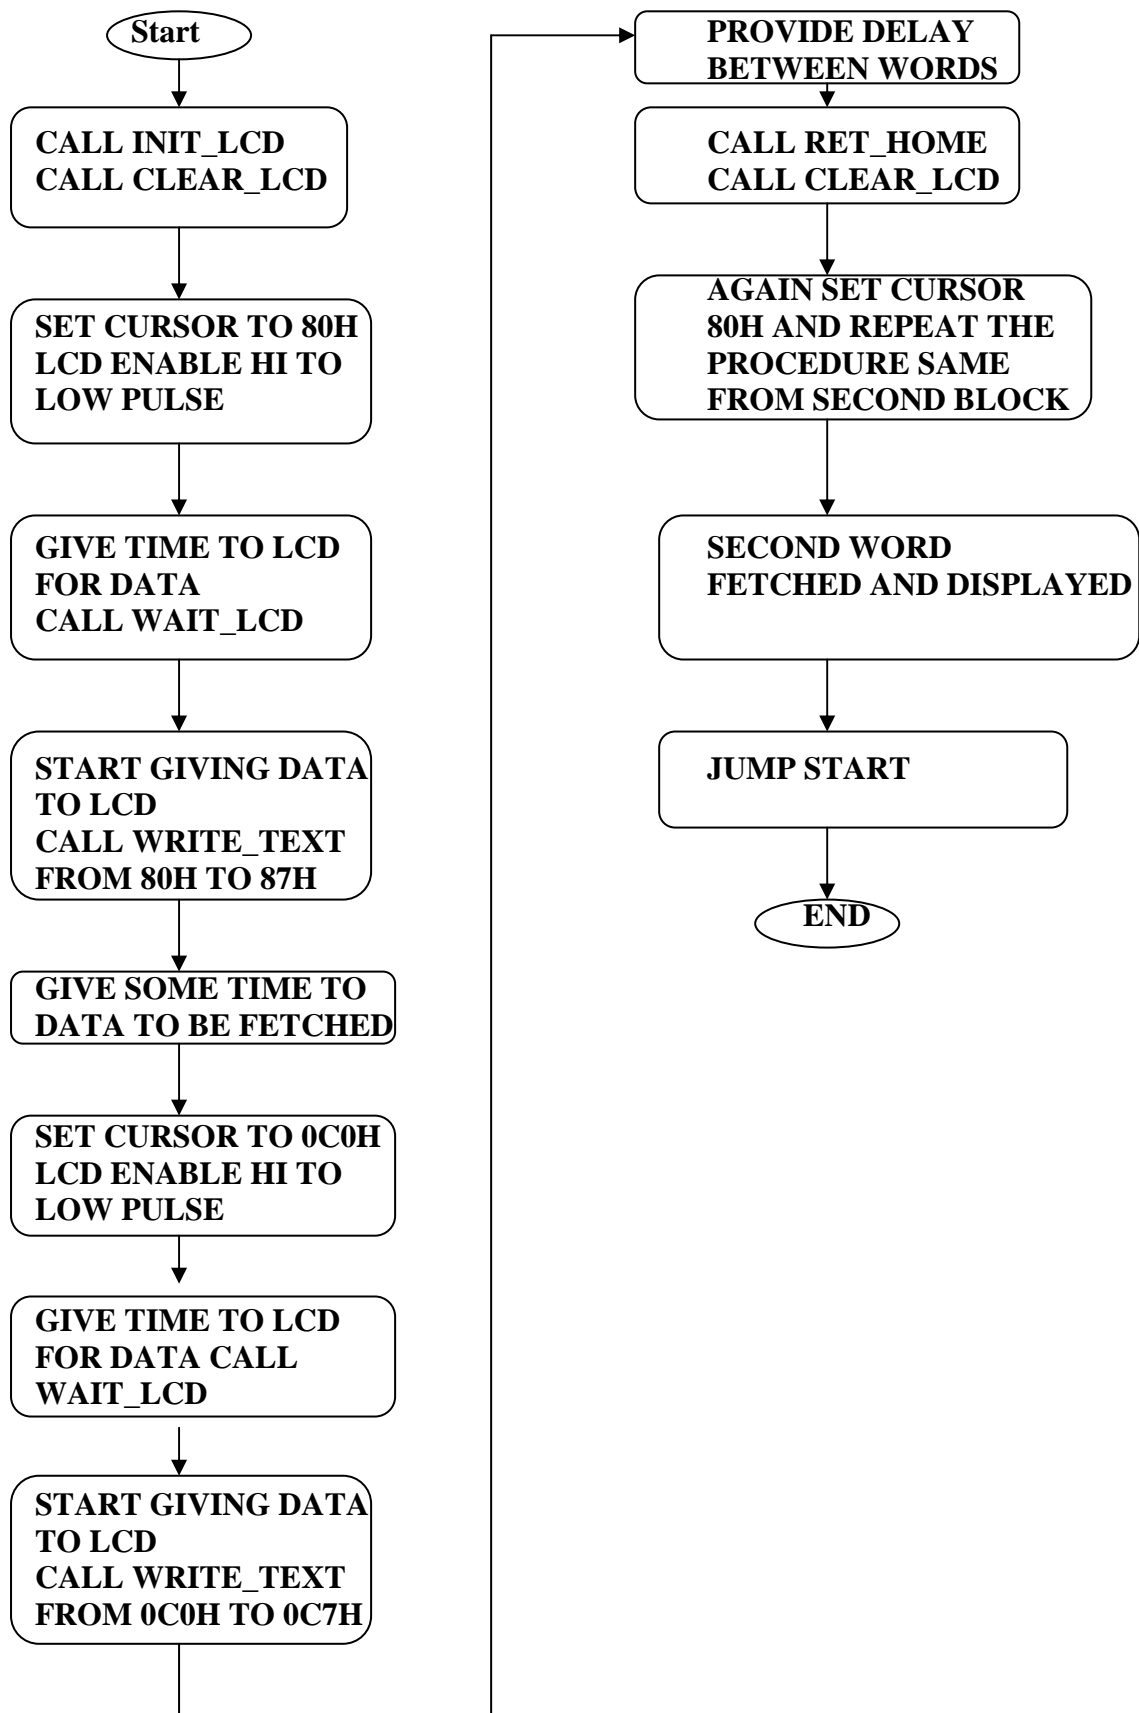 Start
CALL INIT_LCD
CALL CLEAR_LCD
SET CURSOR TO 80H
LCD ENABLE HI TO
LOW PULSE
GIVE TIME TO LCD
FOR DATA
CALL WAIT_LCD
START GIVING DATA
TO LCD
CALL WRITE_TEXT
FROM 80H TO 87H
GIVE SOME TIME TO
DATA TO BE FETCHED
SET CURSOR TO 0C0H
LCD ENABLE HI TO
LOW PULSE
GIVE TIME TO LCD
FOR DATA CALL
WAIT_LCD
START GIVING DATA
TO LCD
CALL WRITE_TEXT
FROM 0C0H TO 0C7H
PROVIDE DELAY
BETWEEN WORDS
CALL RET_HOME
CALL CLEAR_LCD
AGAIN SET CURSOR
80H AND REPEAT THE
PROCEDURE SAME
FROM SECOND BLOCK
SECOND WORD
FETCHED AND DISPLAYED
JUMP START
END